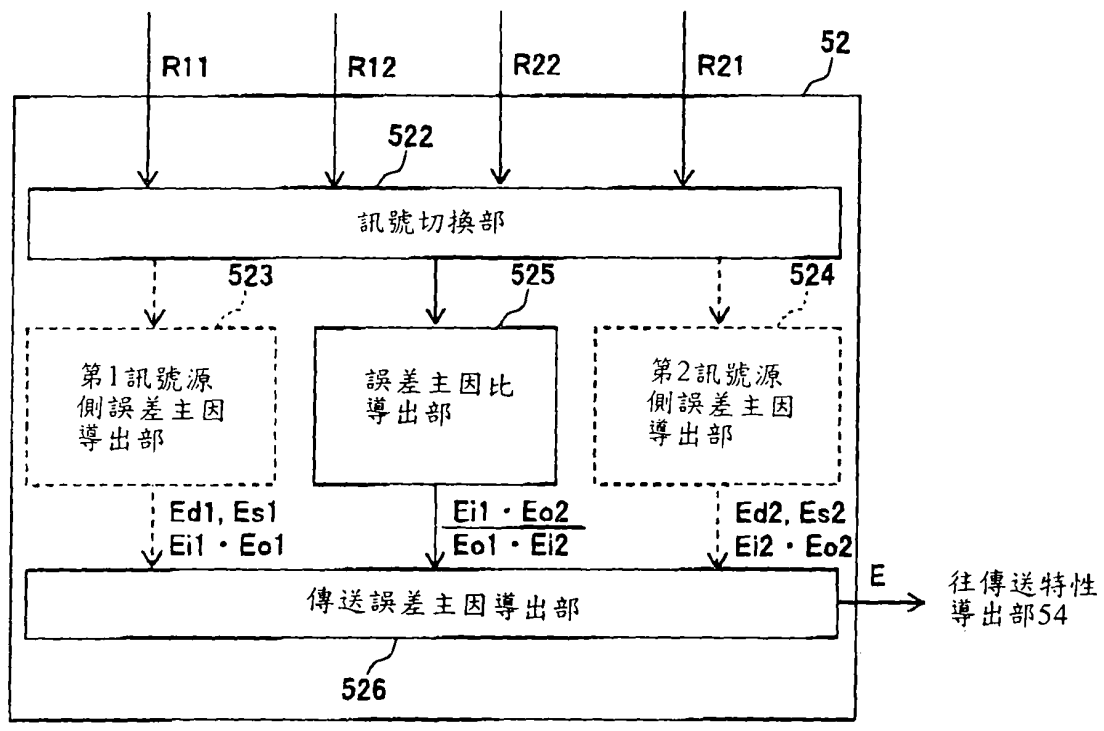 52
R11
R12
R22
R21
522
訊號切換部
523
525
524
第1訊號源
側誤差主因
導出部
誤差主因比
導出部
第2訊號源
側誤差主因
導出部
Ed1, Es1
Ei1・Eo1
Ei1・Eo2
Eo1・Ei2
Ed2, Es2
Ei2・Eo2
傳送誤差主因導出部
E
往傳送特性
導出部54
526